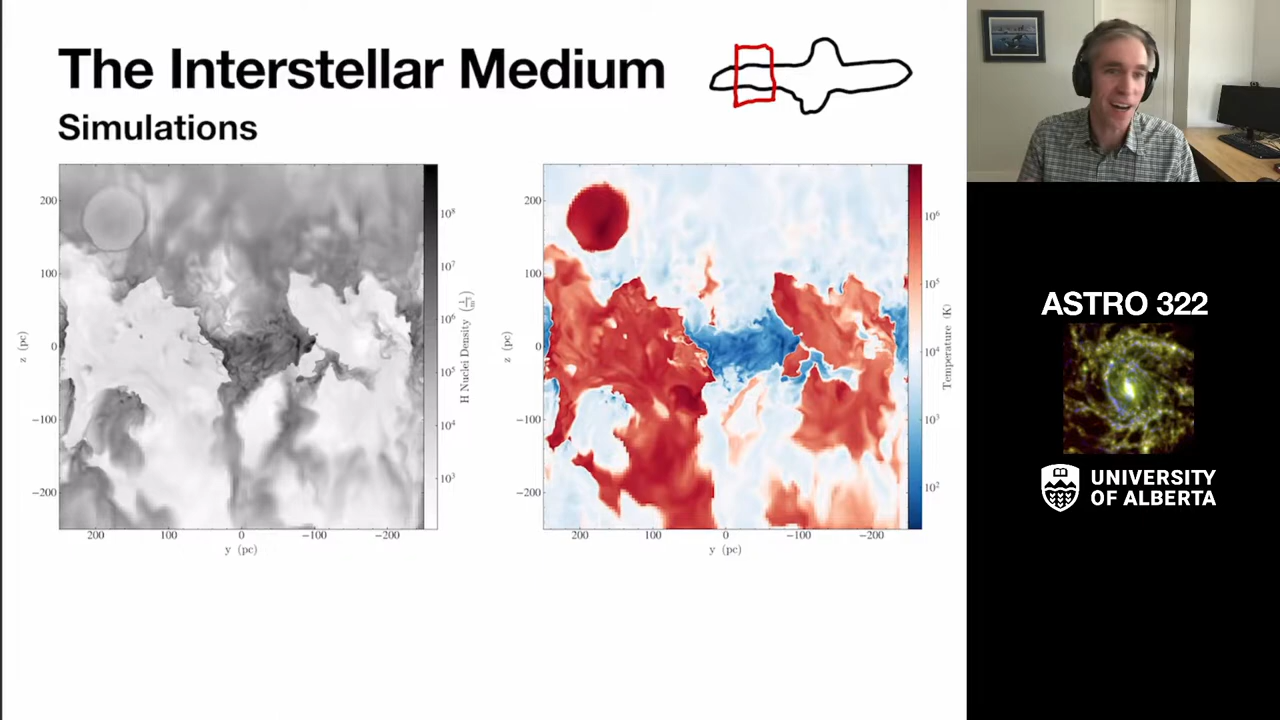 The Interstellar Medium
Simulations
200
100
0
−100
−200
z (pc)
200
100
0
−100
−200
y (pc)
10⁸
10⁷
10⁶
10⁵
10⁴
10³
H Nuclei Density (1/m³)
200
100
0
−100
−200
z (pc)
200
100
0
−100
−200
y (pc)
10⁶
10⁵
10⁴
10³
10²
Temperature (K)
ASTRO 322
UNIVERSITY
OF ALBERTA